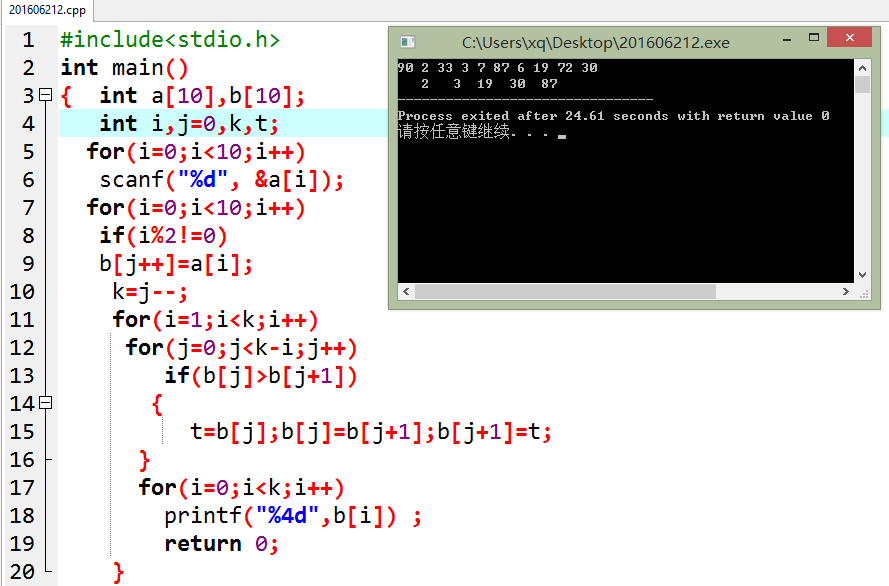 201606212.cpp
1 #include<stdio.h>
2 int main()
3 { int a[10],b[10];
4 int i,j=0,k,t;
5 for(i=0;i<10;i++)
6 scanf("%d", &a[i]);
7 for(i=0;i<10;i++)
8 if(i%2!=0)
9 b[j++]=a[i];
10 k=j--;
11 for(i=1;i<k;i++)
12 for(j=0;j<k-i;j++)
13 if(b[j]>b[j+1])
14 {
15 t=b[j];b[j]=b[j+1];b[j+1]=t;
16 }
17 for(i=0;i<k;i++)
18 printf("%4d",b[i]) ;
19 return 0;
20 }
C:\Users\xq\Desktop\201606212.exe
90 2 33 3 7 87 6 19 72 30
2 3 19 30 87
--------------------------------
Process exited after 24.61 seconds with return value 0
请按任意键继续. . .